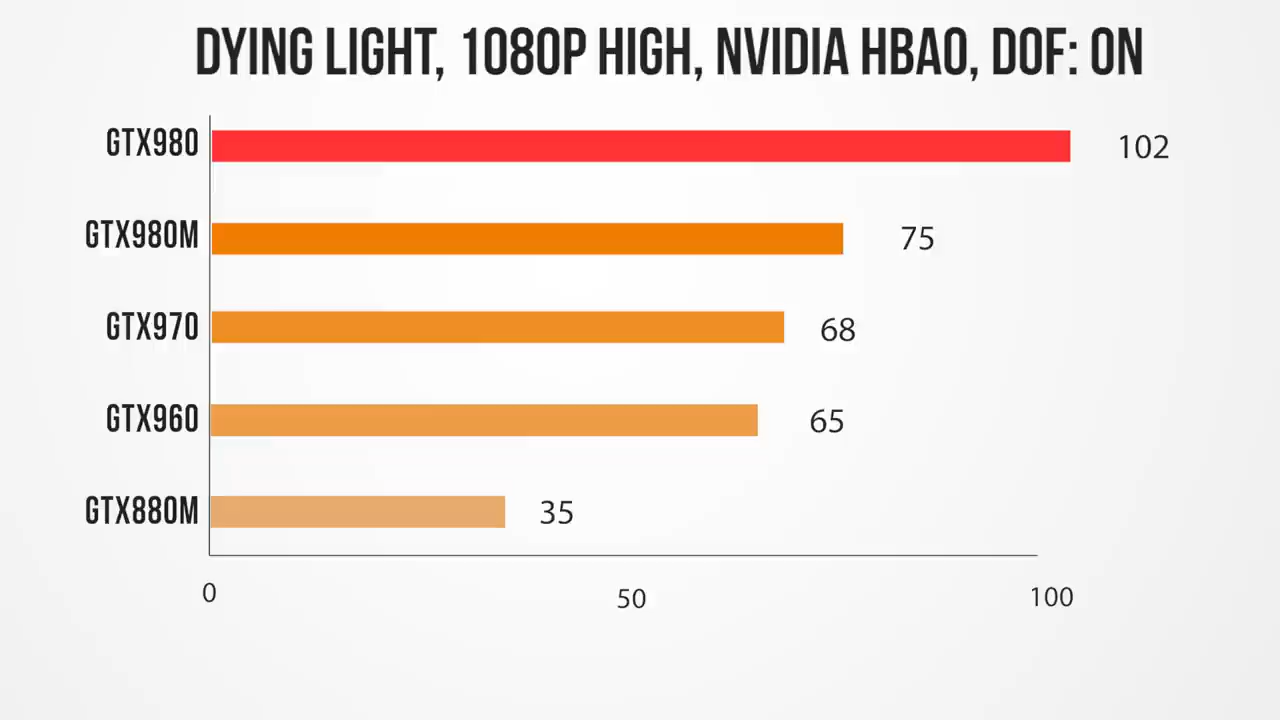 DYING LIGHT, 1080P HIGH, NVIDIA HBAO, DOF: ON
GTX980 102
GTX980M 75
GTX970 68
GTX960 65
GTX880M 35
0 50 100